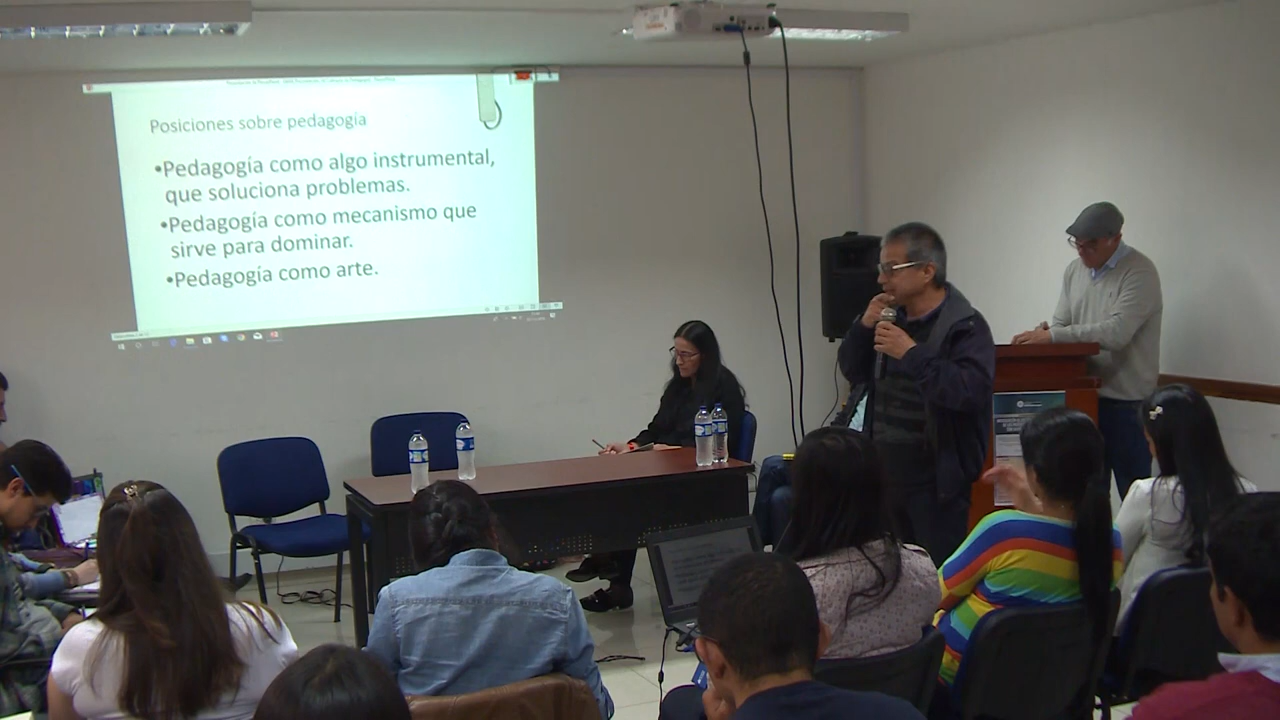 Posiciones sobre pedagogía
•Pedagogía como algo instrumental,
que soluciona problemas.
•Pedagogía como mecanismo que
sirve para dominar.
•Pedagogía como arte.